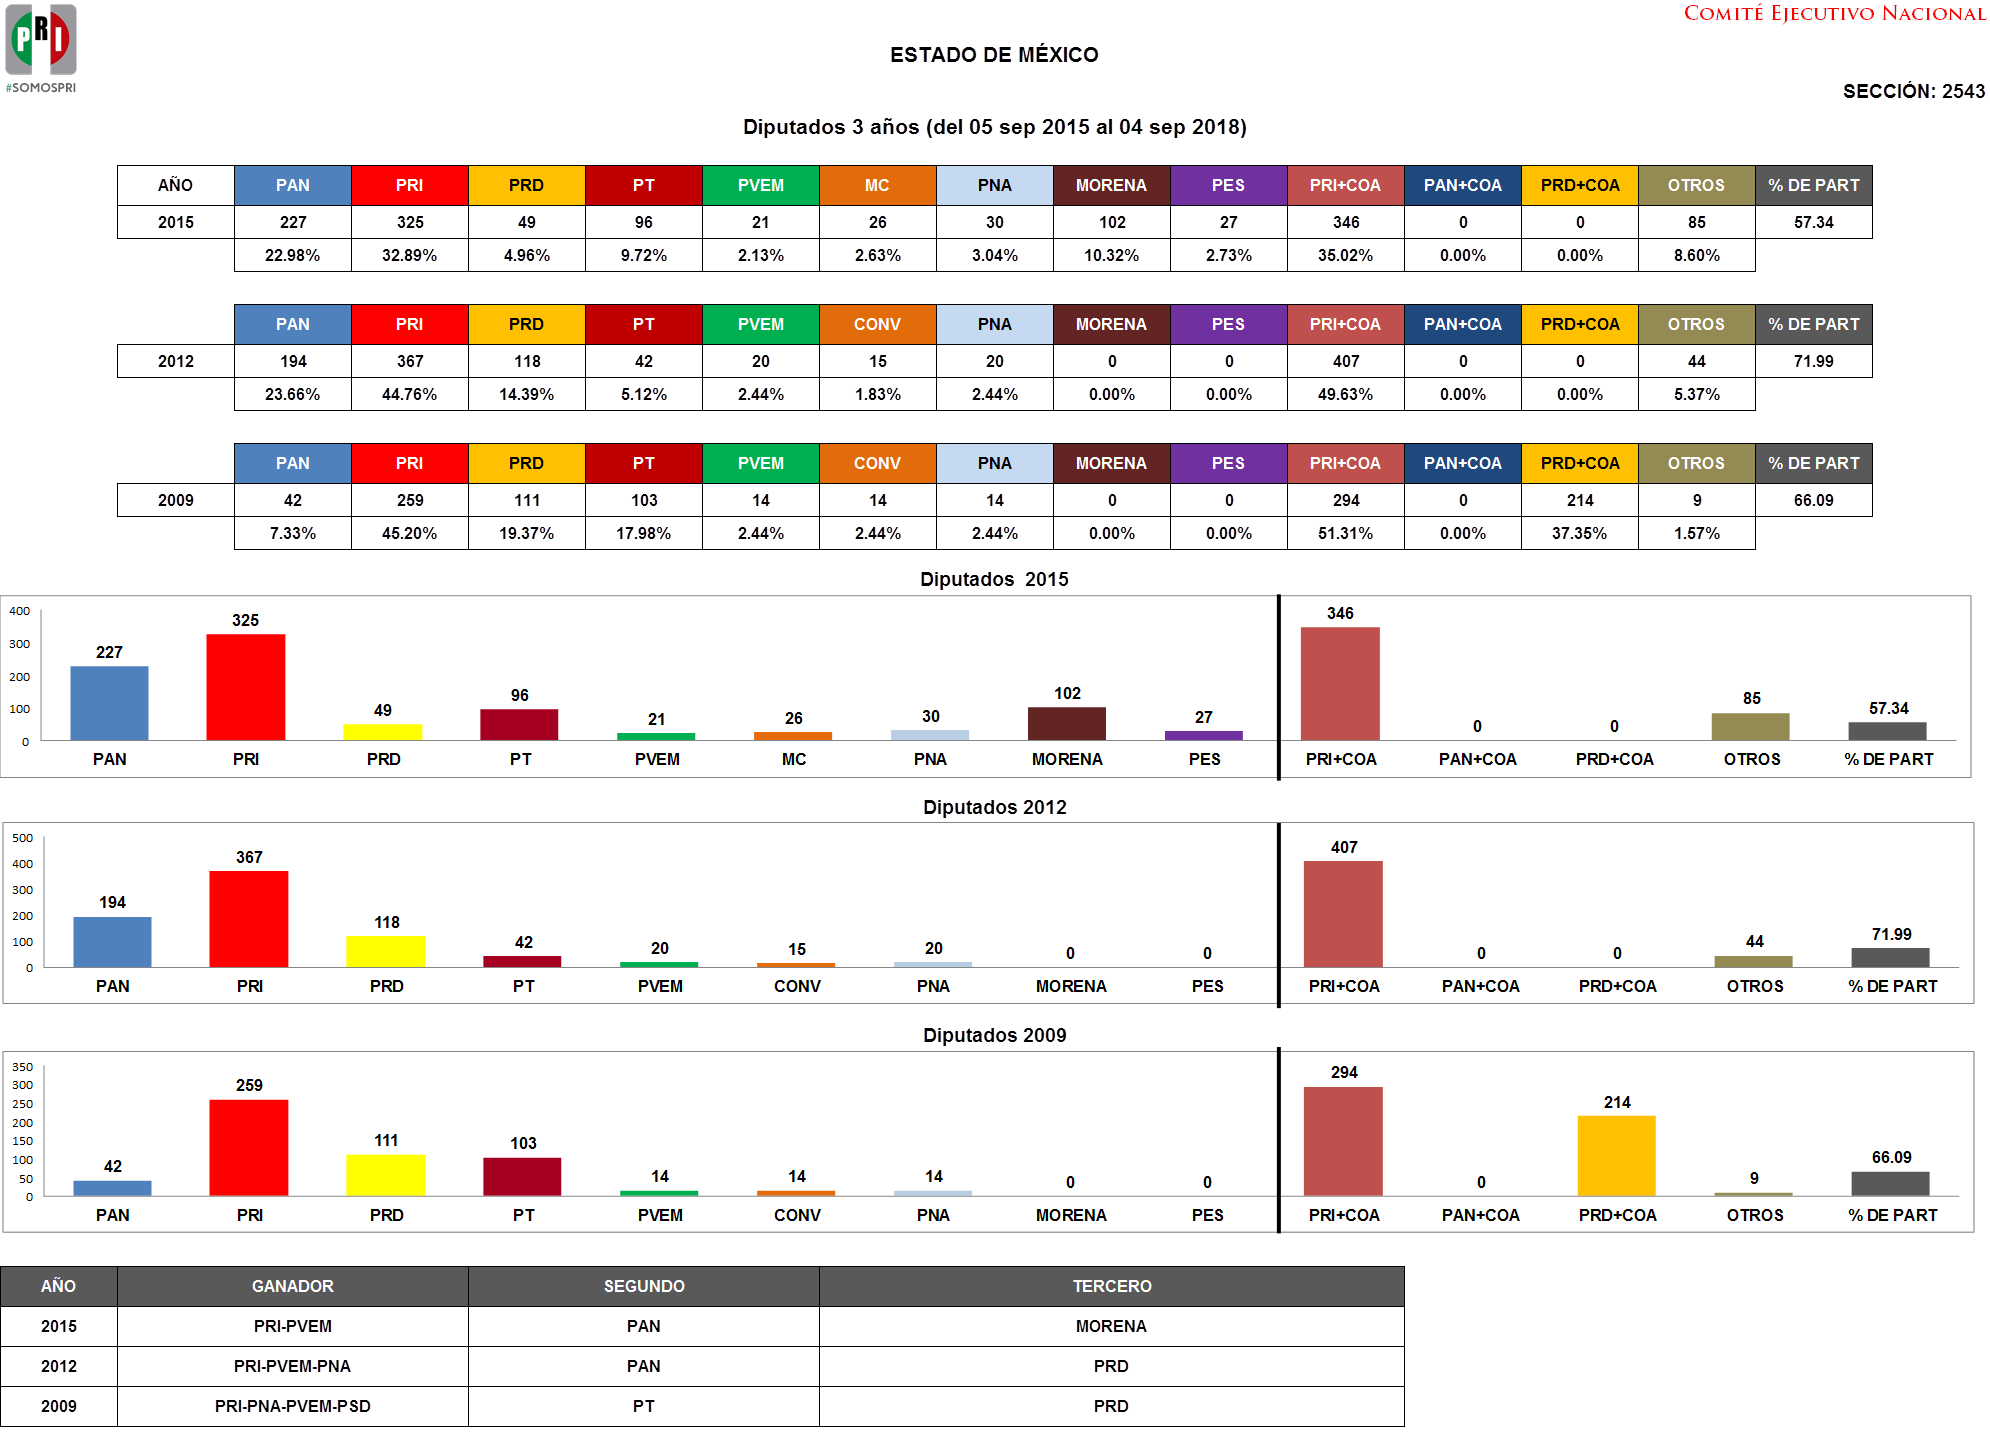 PRI
#SOMOSPRI
COMITÉ EJECUTIVO NACIONAL
ESTADO DE MÉXICO
SECCIÓN: 2543
Diputados 3 años (del 05 sep 2015 al 04 sep 2018)
AÑO PAN PRI PRD PT PVEM MC PNA MORENA PES PRI+COA PAN+COA PRD+COA OTROS % DE PART
2015 227 325 49 96 21 26 30 102 27 346 0 0 85 57.34
22.98% 32.89% 4.96% 9.72% 2.13% 2.63% 3.04% 10.32% 2.73% 35.02% 0.00% 0.00% 8.60%
PAN PRI PRD PT PVEM CONV PNA MORENA PES PRI+COA PAN+COA PRD+COA OTROS % DE PART
2012 194 367 118 42 20 15 20 0 0 407 0 0 44 71.99
23.66% 44.76% 14.39% 5.12% 2.44% 1.83% 2.44% 0.00% 0.00% 49.63% 0.00% 0.00% 5.37%
PAN PRI PRD PT PVEM CONV PNA MORENA PES PRI+COA PAN+COA PRD+COA OTROS % DE PART
2009 42 259 111 103 14 14 14 0 0 294 0 214 9 66.09
7.33% 45.20% 19.37% 17.98% 2.44% 2.44% 2.44% 0.00% 0.00% 51.31% 0.00% 37.35% 1.57%
Diputados 2015
400
300
200
100
0
227 325 49 96 21 26 30 102 27 346 0 0 85 57.34
PAN PRI PRD PT PVEM MC PNA MORENA PES PRI+COA PAN+COA PRD+COA OTROS % DE PART
Diputados 2012
500
400
300
200
100
0
194 367 118 42 20 15 20 0 0 407 0 0 44 71.99
PAN PRI PRD PT PVEM CONV PNA MORENA PES PRI+COA PAN+COA PRD+COA OTROS % DE PART
Diputados 2009
350
300
250
200
150
100
50
0
42 259 111 103 14 14 14 0 0 294 0 214 9 66.09
PAN PRI PRD PT PVEM CONV PNA MORENA PES PRI+COA PAN+COA PRD+COA OTROS % DE PART
AÑO GANADOR SEGUNDO TERCERO
2015 PRI-PVEM PAN MORENA
2012 PRI-PVEM-PNA PAN PRD
2009 PRI-PNA-PVEM-PSD PT PRD